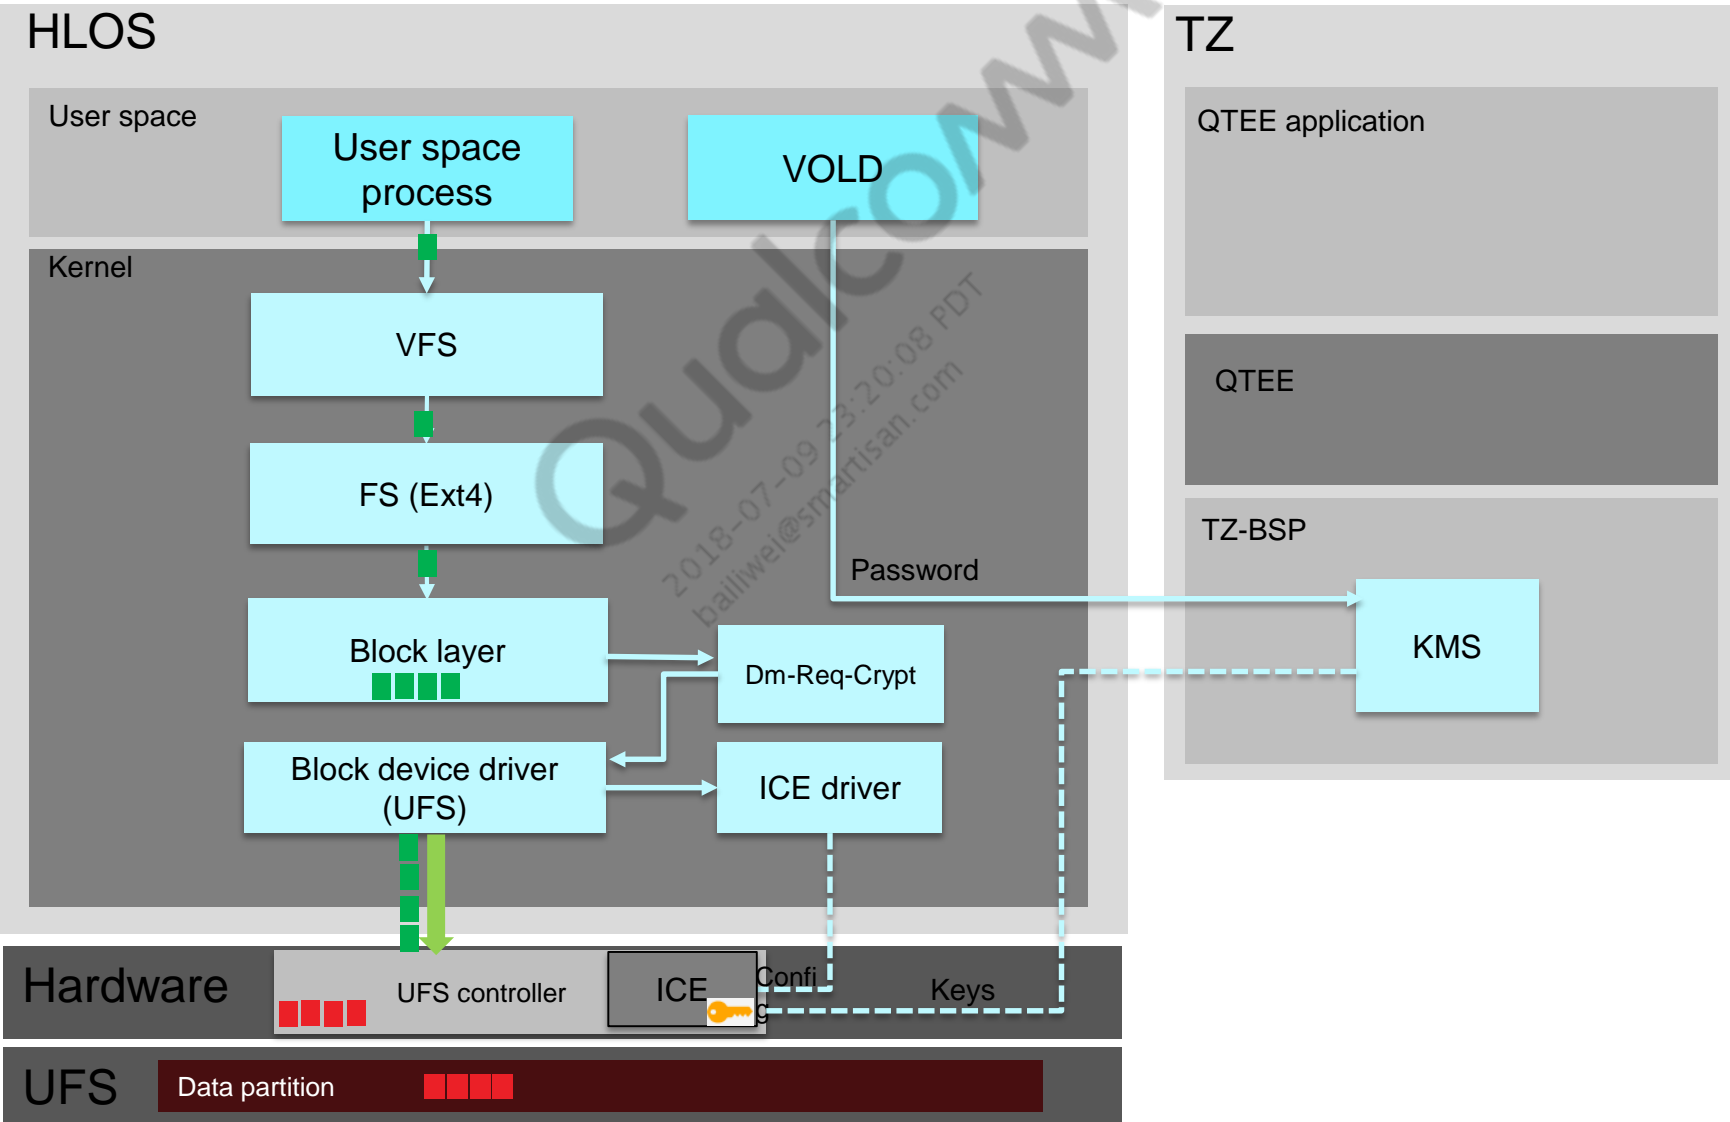 HLOS
TZ
User space
User space
process
VOLD
QTEE application
Kernel
VFS
QTEE
FS (Ext4)
TZ-BSP
Password
Block layer
Dm-Req-Crypt
KMS
Block device driver
(UFS)
ICE driver
Hardware
UFS controller
ICE
Confi
g
Keys
UFS
Data partition
Qualcom
2018-07-09 23:20:08 PDT
bailiwei@smartisan.com